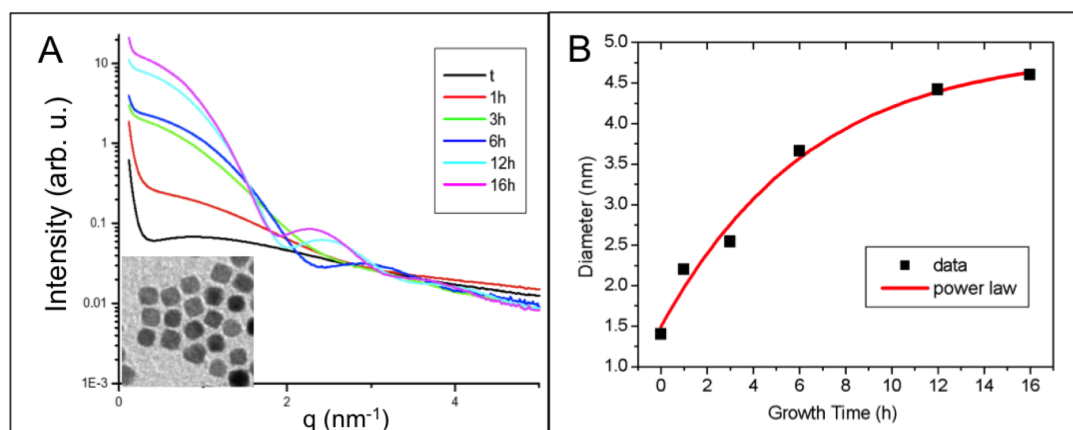 A
Intensity (arb. u.)
10
1
0.1
0.01
1E-3
0
2
4
q (nm-1)
t
1h
3h
6h
12h
16h
B
Diameter (nm)
5.0
4.5
4.0
3.5
3.0
2.5
2.0
1.5
1.0
0 2 4 6 8 10 12 14 16
Growth Time (h)
data
power law